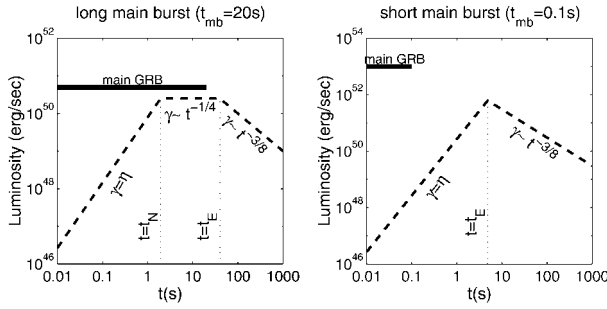 long main burst (t_mb=20s)
10^52
10^50
10^48
10^46
Luminosity (erg/sec)
main GRB
γ~ t^-1/4
γ~ t^-3/8
γ=η
t=t_N
t=t_E
0.01 0.1 1 10 100 1000
t(s)
short main burst (t_mb=0.1s)
10^54
10^52
10^50
10^48
10^46
Luminosity (erg/sec)
main GRB
γ~ t^-3/8
γ=η
t=t_E
0.01 0.1 1 10 100 1000
t(s)